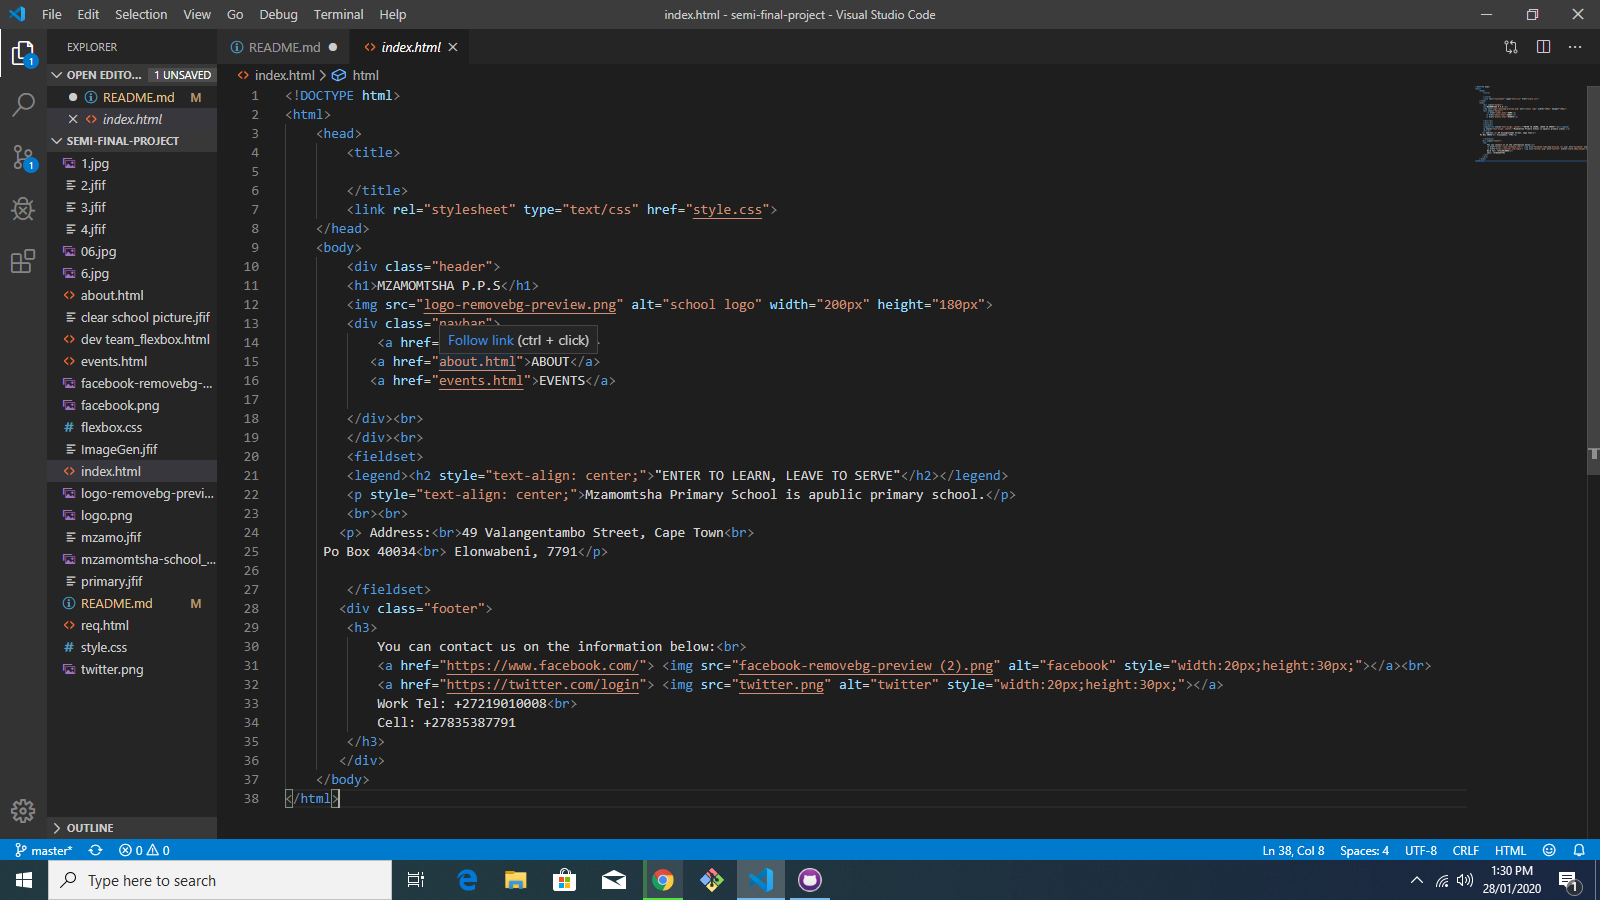 File Edit Selection View Go Debug Terminal Help
index.html - semi-final-project - Visual Studio Code
EXPLORER
README.md
index.html
OPEN EDITO... 1 UNSAVED
README.md M
index.html
SEMI-FINAL-PROJECT
1.jpg
2.jfif
3.jfif
4.jfif
06.jpg
6.jpg
about.html
clear school picture.jfif
dev team_flexbox.html
events.html
facebook-removebg-...
facebook.png
flexbox.css
ImageGen.jfif
index.html
logo-removebg-previ...
logo.png
mzamo.jfif
mzamomtsha-school_...
primary.jfif
README.md M
req.html
style.css
twitter.png
OUTLINE
index.html > html
1 <!DOCTYPE html>
2 <html>
3 <head>
4 <title>
5
6 </title>
7 <link rel="stylesheet" type="text/css" href="style.css">
8 </head>
9 <body>
10 <div class="header">
11 <h1>MZAMOMTSHA P.P.S</h1>
12 <img src="logo-removebg-preview.png" alt="school logo" width="200px" height="180px">
13 <div class="navbar">
14 <a href=
Follow link (ctrl + click)
15 <a href="about.html">ABOUT</a>
16 <a href="events.html">EVENTS</a>
17
18 </div><br>
19 </div><br>
20 <fieldset>
21 <legend><h2 style="text-align: center;">"ENTER TO LEARN, LEAVE TO SERVE"</h2></legend>
22 <p style="text-align: center;">Mzamomtsha Primary School is apublic primary school.</p>
23 <br><br>
24 <p> Address:<br>49 Valangentambo Street, Cape Town<br>
25 Po Box 40034<br> Elonwabeni, 7791</p>
26
27 </fieldset>
28 <div class="footer">
29 <h3>
30 You can contact us on the information below:<br>
31 <a href="https://www.facebook.com/"> <img src="facebook-removebg-preview (2).png" alt="facebook" style="width:20px;height:30px;"></a><br>
32 <a href="https://twitter.com/login"> <img src="twitter.png" alt="twitter" style="width:20px;height:30px;"></a>
33 Work Tel: +27219010008<br>
34 Cell: +27835387791
35 </h3>
36 </div>
37 </body>
38 </html>
master* 0 0
Ln 38, Col 8 Spaces: 4 UTF-8 CRLF HTML
Type here to search
1:30 PM
28/01/2020
1